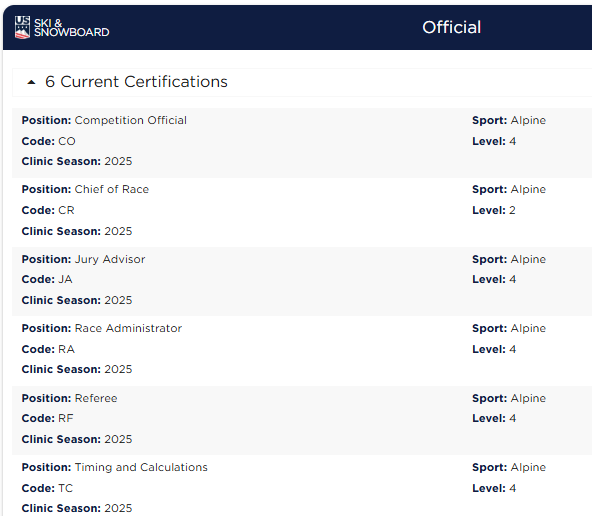 US SKI &
SNOWBOARD
Official
6 Current Certifications
Position: Competition Official Sport: Alpine
Code: CO Level: 4
Clinic Season: 2025
Position: Chief of Race Sport: Alpine
Code: CR Level: 2
Clinic Season: 2025
Position: Jury Advisor Sport: Alpine
Code: JA Level: 4
Clinic Season: 2025
Position: Race Administrator Sport: Alpine
Code: RA Level: 4
Clinic Season: 2025
Position: Referee Sport: Alpine
Code: RF Level: 4
Clinic Season: 2025
Position: Timing and Calculations Sport: Alpine
Code: TC Level: 4
Clinic Season: 2025